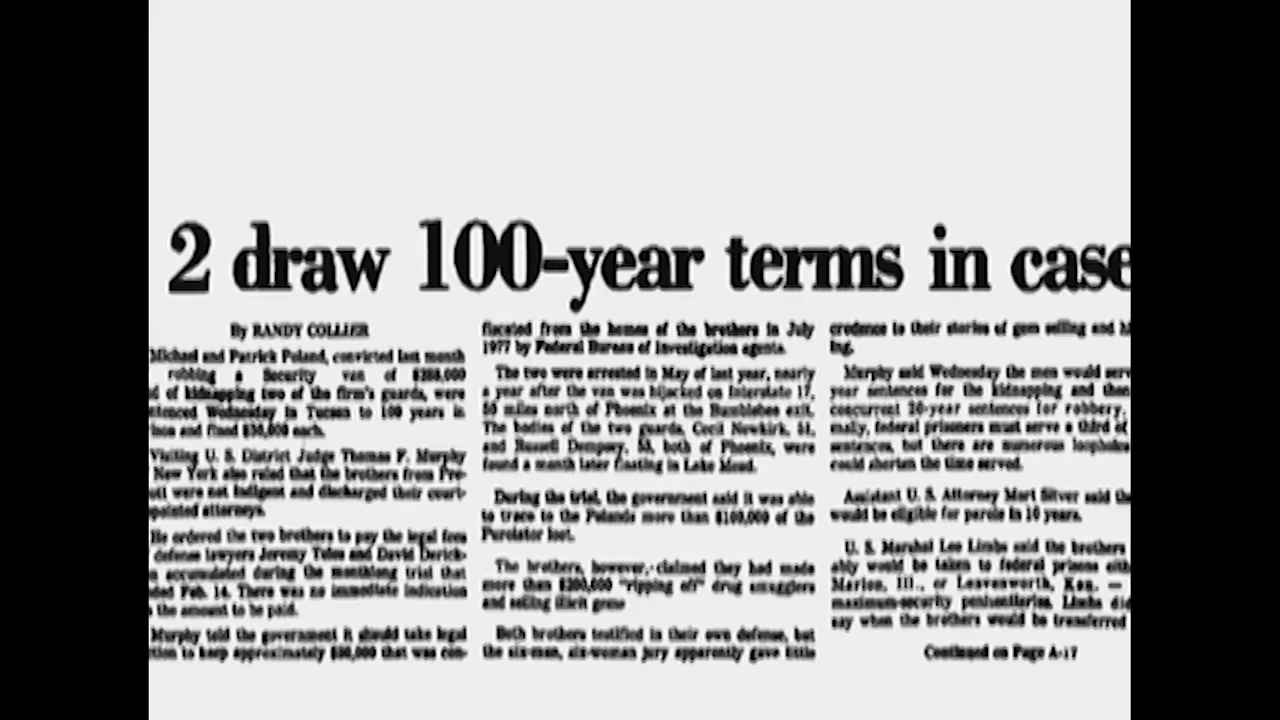 2 draw 100-year terms in case
By RANDY COLLIER
Michael and Patrick Poland, convicted last month
robbing a Security van of $288,000
d of kidnapping two of the firm's guards, were
tenced Wednesday in Tucson to 100 years in
ison and fined $30,000 each.
Visiting U. S. District Judge Thomas F. Murphy
New York also ruled that the brothers from Pre-
ott were not indigent and discharged their court-
pointed attorneys.
He ordered the two brothers to pay the legal fees
defense lawyers Jeremy Toles and David Derick-
n accumulated during the monthlong trial that
ded Feb. 14. There was no immediate indication
the amount to be paid.
Murphy told the government it should take legal
tion to keep approximately $50,000 that was con-
fiscated from the homes of the brothers in July
1977 by Federal Bureau of Investigation agents.
The two were arrested in May of last year, nearly
a year after the van was hijacked on Interstate 17,
50 miles north of Phoenix at the Bumblebee exit.
The bodies of the two guards, Cecil Newkirk, 51,
and Russell Dempsey, 53, both of Phoenix, were
found a month later floating in Lake Mead.
During the trial, the government said it was able
to trace to the Polands more than $100,000 of the
Purolator loot.
The brothers, however, claimed they had made
more than $200,000 "ripping off" drug smugglers
and selling illicit gems
Both brothers testified in their own defense, but
the six-man, six-woman jury apparently gave little
credence to their stories of gem selling and hi
ing.
Murphy said Wednesday the men would serv
year sentences for the kidnapping and then
concurrent 20-year sentences for robbery.
mally, federal prisoners must serve a third of
sentences, but there are numerous loophole
could shorten the time served.
Assistant U. S. Attorney Mort Silver said the
would be eligible for parole in 10 years.
U. S. Marshal Lee Limbs said the brothers
ably would be taken to federal prisons eith
Marion, Ill., or Leavenworth, Kan. —
maximum-security penitentiaries. Limbs did
say when the brothers would be transferred
Continued on Page A-17